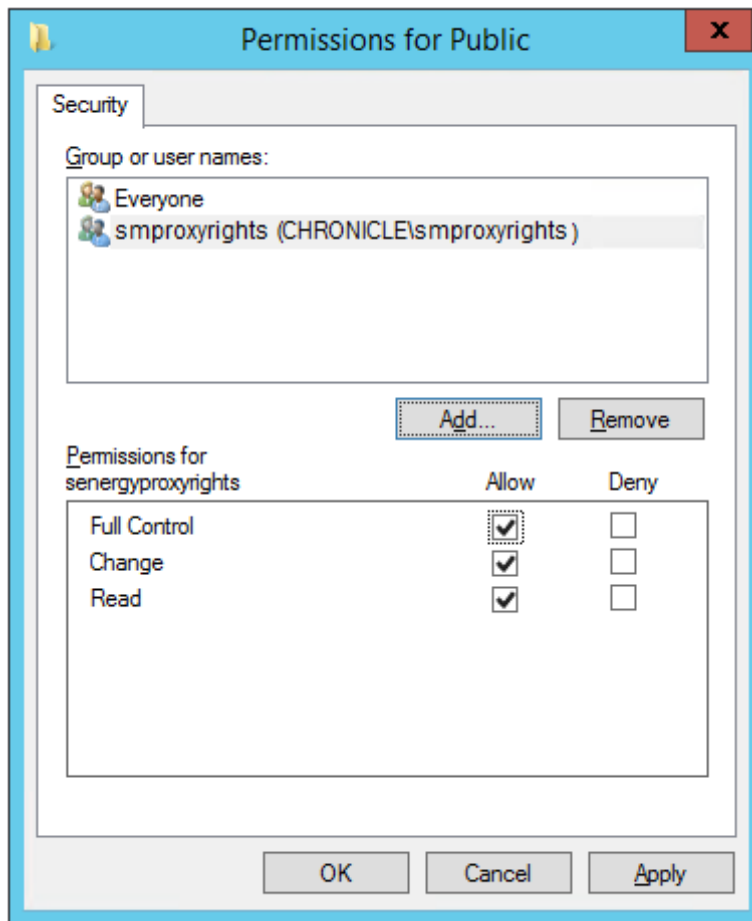 Permissions for Public
x
Security
Group or user names:
Everyone
smproxyrights (CHRONICLE\smproxyrights)
Add... Remove
Permissions for
senergyproxyrights Allow Deny
Full Control
Change
Read
OK Cancel Apply